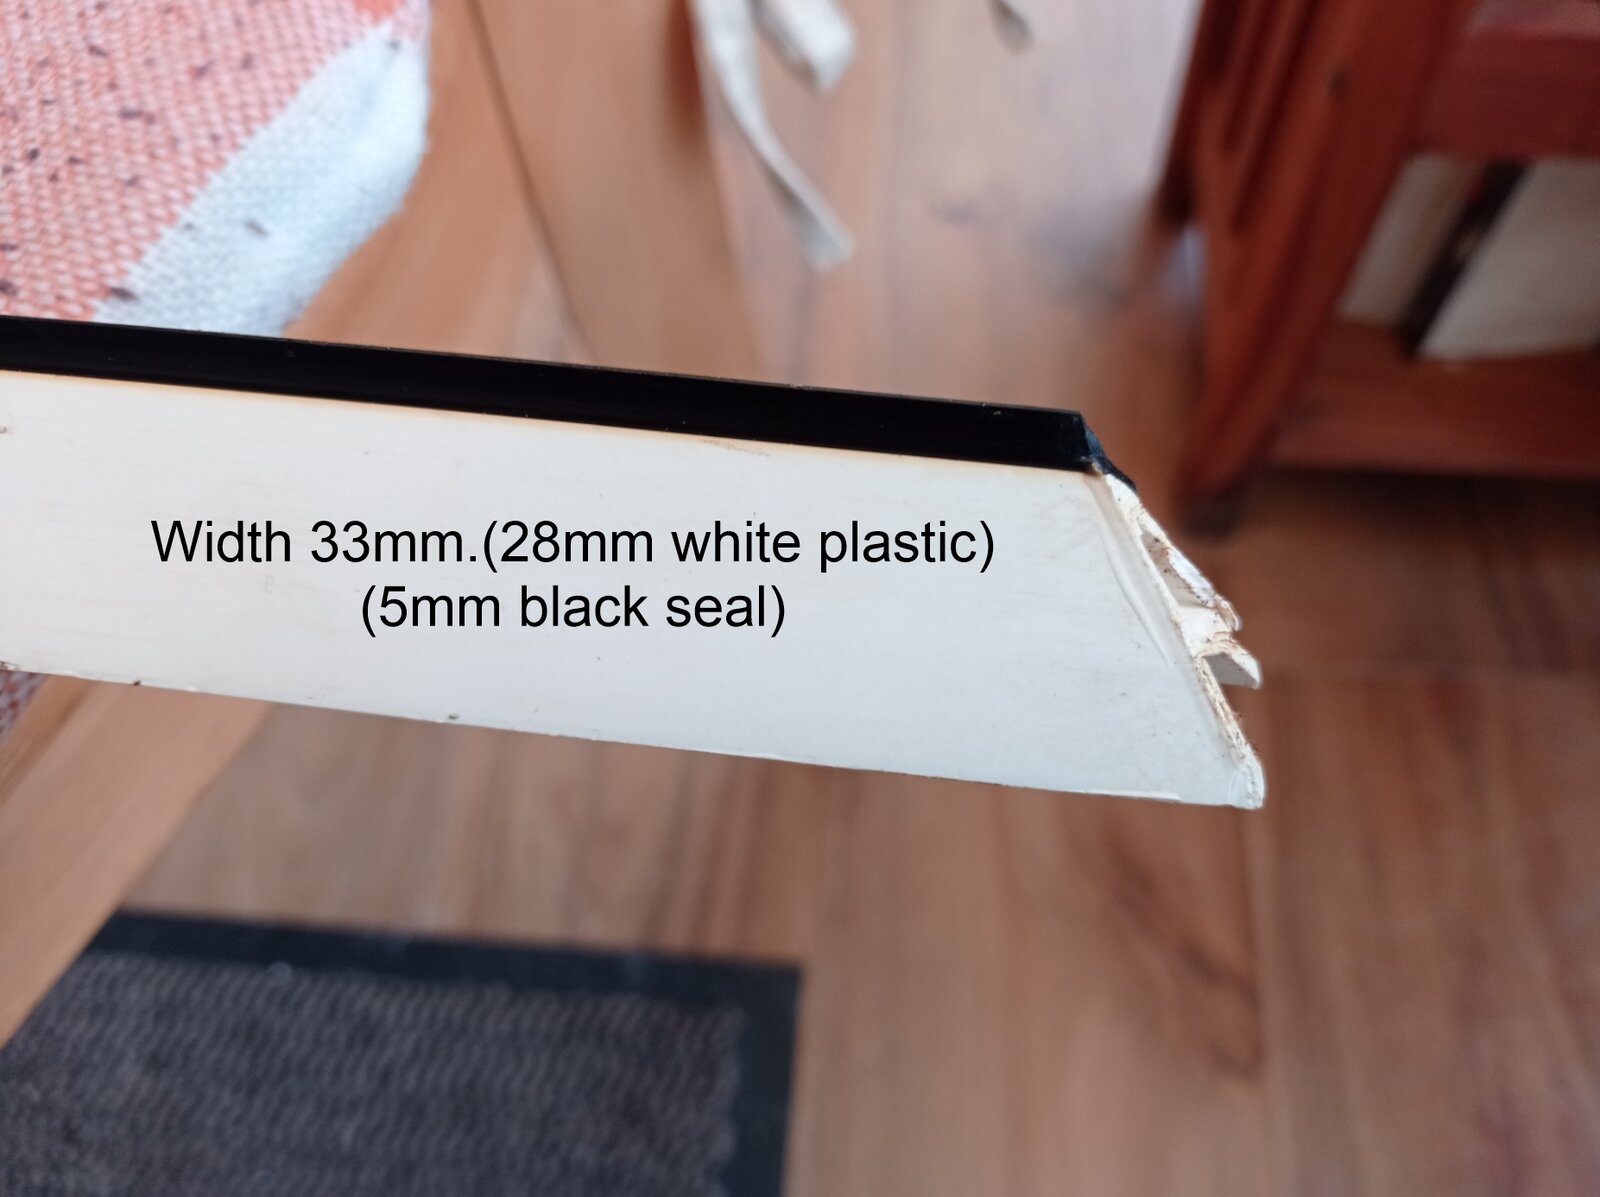 Width 33mm.(28mm white plastic)
(5mm black seal)